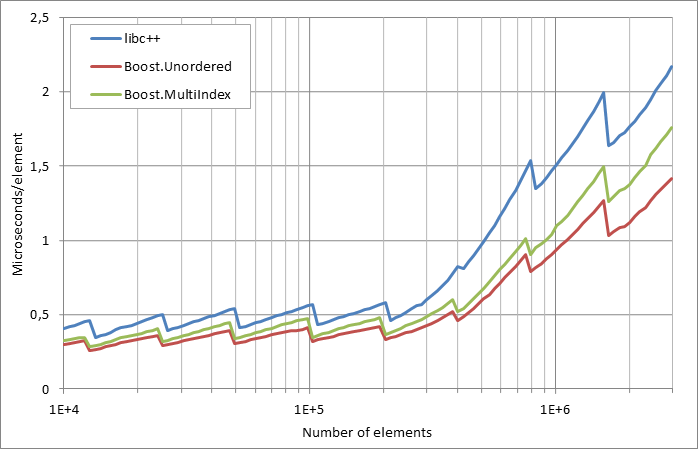 2,5
2
1,5
1
0,5
0
Microseconds/element
libc++
Boost.Unordered
Boost.MultiIndex
1E+4
1E+5
1E+6
Number of elements